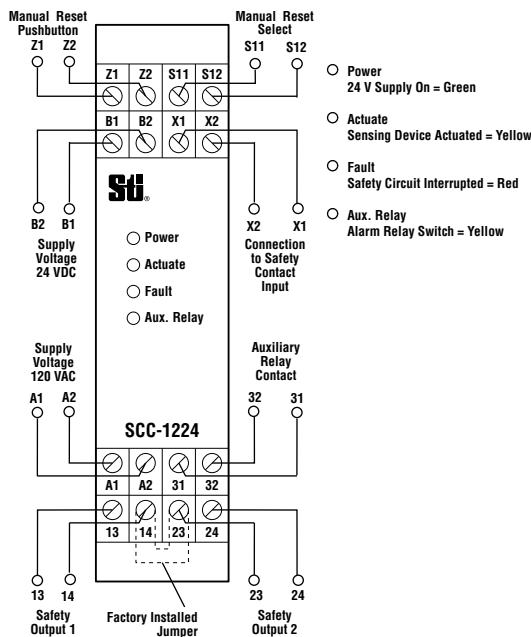 Manual Reset
Pushbutton
Z1 Z2
Manual Reset
Select
S11 S12
Z1 Z2 S11 S12
B1 B2 X1 X2
Sti®
B2 B1
Supply
Voltage
24 VDC
X2 X1
Connection
to Safety
Contact
Input
Power
Actuate
Fault
Aux. Relay
Supply
Voltage
120 VAC
A1 A2
Auxiliary
Relay
Contact
32 31
SCC-1224
A1 A2 31 32
13 14 23 24
13 14
Safety
Output 1
Factory Installed
Jumper
23 24
Safety
Output 2
Power
24 V Supply On = Green
Actuate
Sensing Device Actuated = Yellow
Fault
Safety Circuit Interrupted = Red
Aux. Relay
Alarm Relay Switch = Yellow